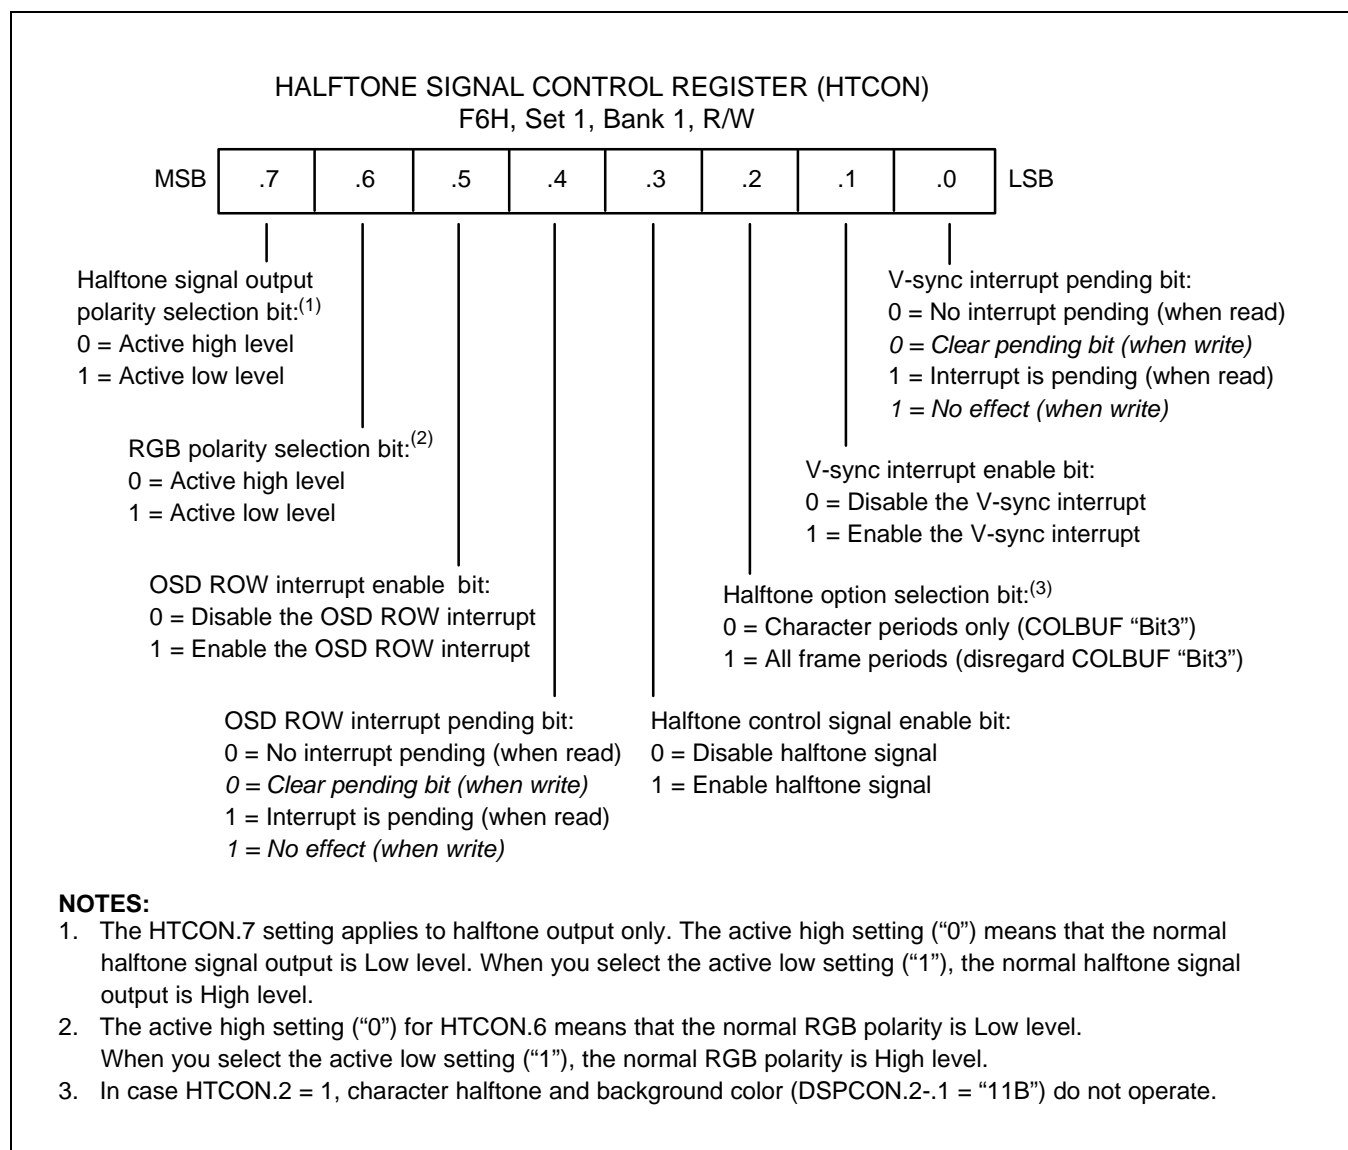 HALFTONE SIGNAL CONTROL REGISTER (HTCON)
F6H, Set 1, Bank 1, R/W
MSB .7 .6 .5 .4 .3 .2 .1 .0 LSB
Halftone signal output
polarity selection bit:(1)
0 = Active high level
1 = Active low level
V-sync interrupt pending bit:
0 = No interrupt pending (when read)
0 = Clear pending bit (when write)
1 = Interrupt is pending (when read)
1 = No effect (when write)
RGB polarity selection bit:(2)
0 = Active high level
1 = Active low level
V-sync interrupt enable bit:
0 = Disable the V-sync interrupt
1 = Enable the V-sync interrupt
OSD ROW interrupt enable bit:
0 = Disable the OSD ROW interrupt
1 = Enable the OSD ROW interrupt
Halftone option selection bit:(3)
0 = Character periods only (COLBUF “Bit3”)
1 = All frame periods (disregard COLBUF “Bit3”)
OSD ROW interrupt pending bit:
0 = No interrupt pending (when read)
0 = Clear pending bit (when write)
1 = Interrupt is pending (when read)
1 = No effect (when write)
Halftone control signal enable bit:
0 = Disable halftone signal
1 = Enable halftone signal
NOTES:
1. The HTCON.7 setting applies to halftone output only. The active high setting (“0”) means that the normal
halftone signal output is Low level. When you select the active low setting (“1”), the normal halftone signal
output is High level.
2. The active high setting (“0”) for HTCON.6 means that the normal RGB polarity is Low level.
When you select the active low setting (“1”), the normal RGB polarity is High level.
3. In case HTCON.2 = 1, character halftone and background color (DSPCON.2-.1 = “11B”) do not operate.